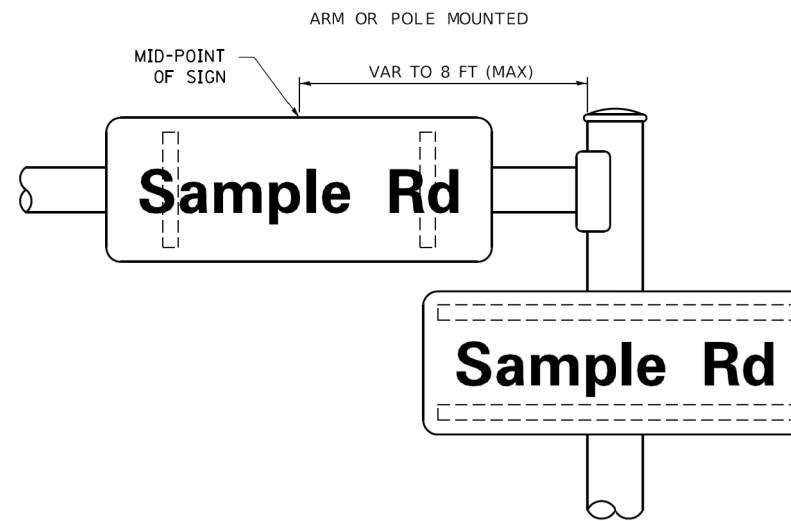 ARM OR POLE MOUNTED
MID-POINT
OF SIGN
VAR TO 8 FT (MAX)
Sample Rd
Sample Rd